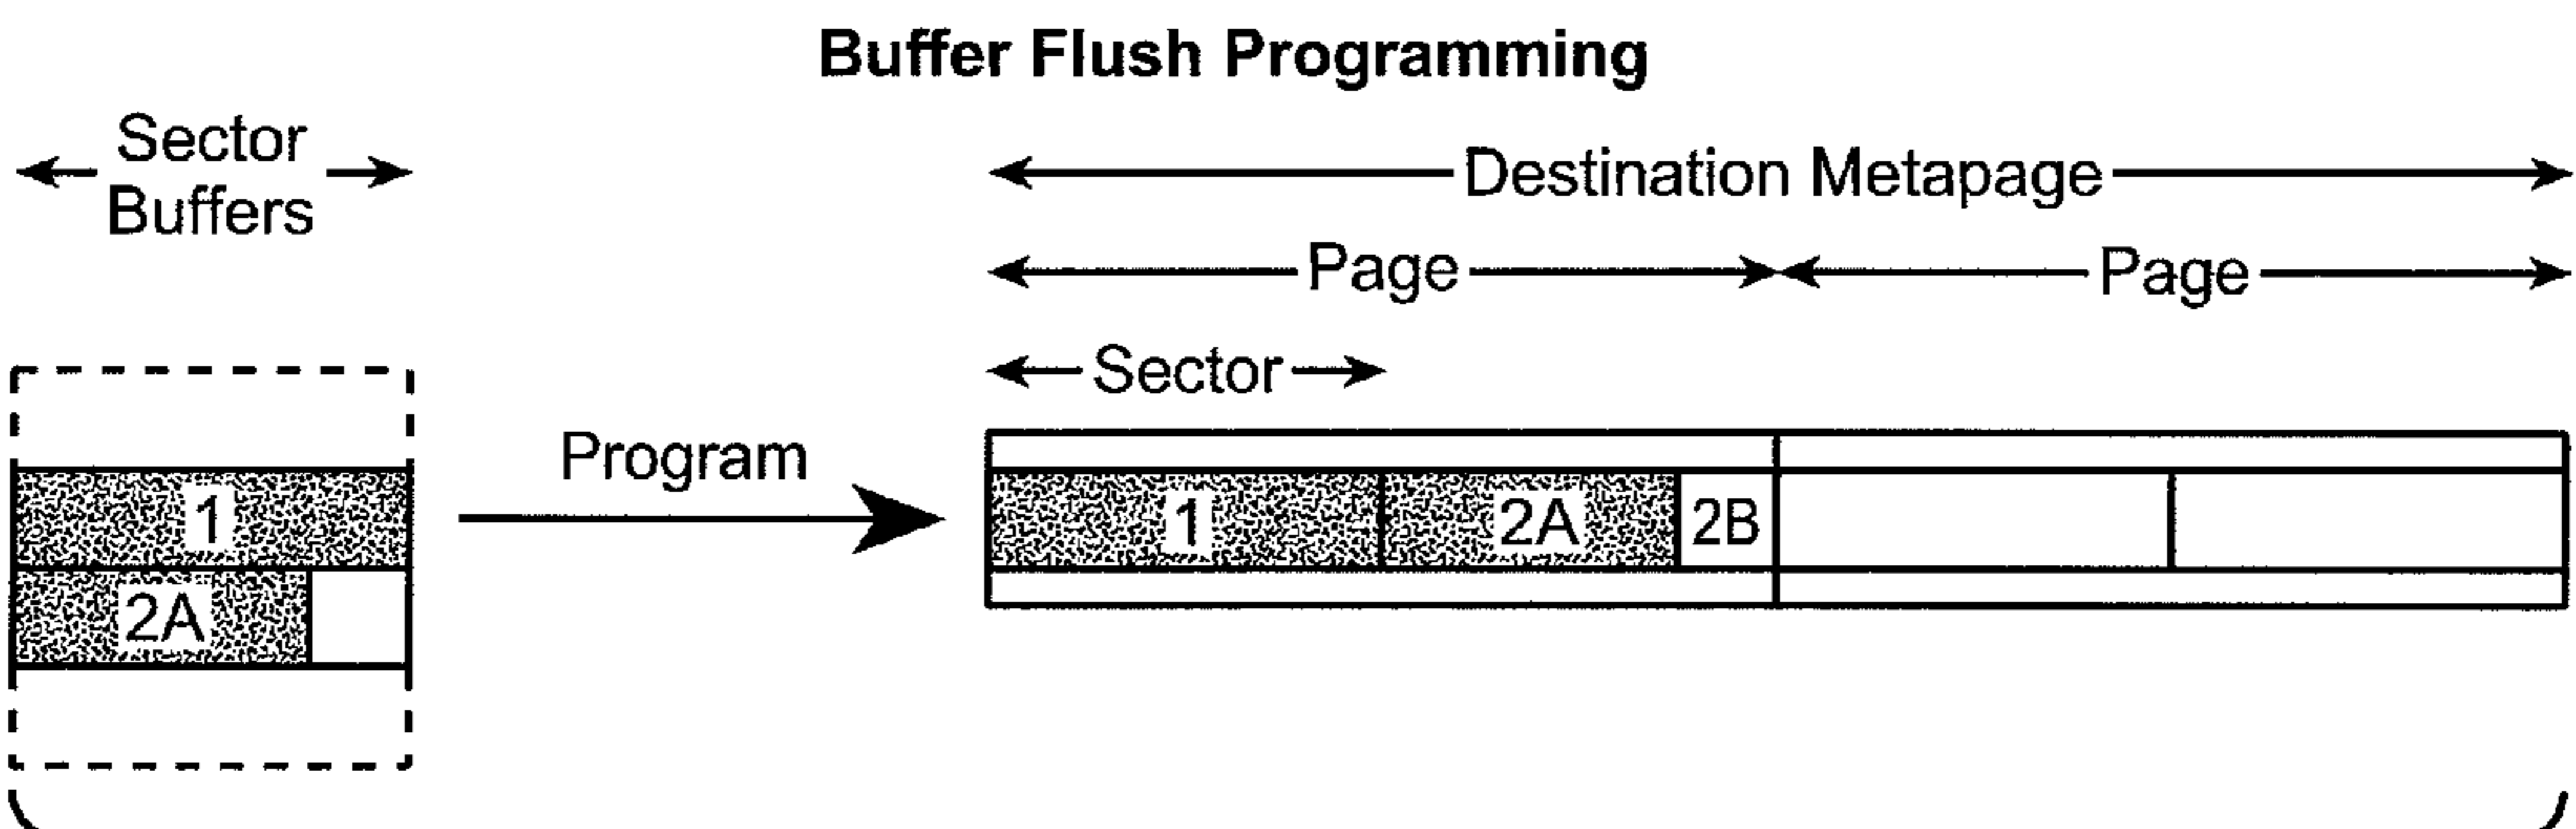 Buffer Flush Programming
Sector
Buffers
Destination Metapage
Page Page
Sector
Program
1
2A
1 2A 2B